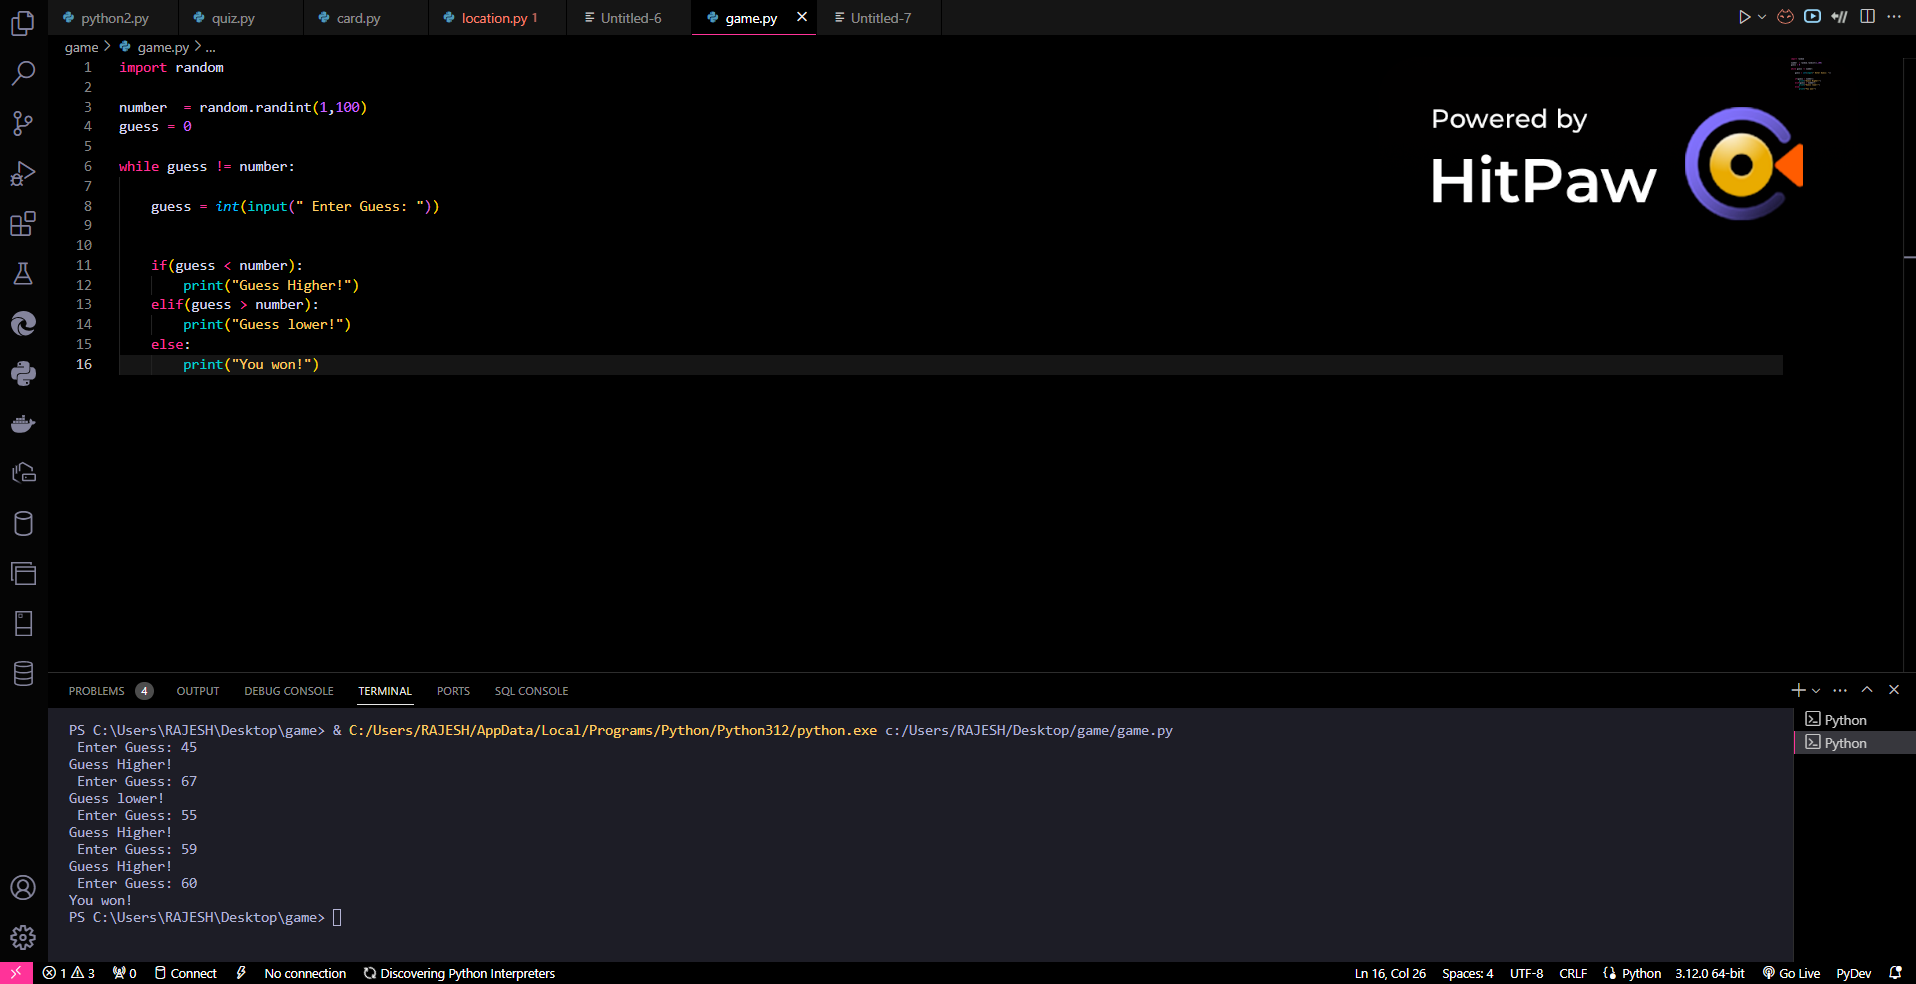 python2.py quiz.py card.py location.py 1 Untitled-6 game.py Untitled-7
game > game.py > ...
1 import random
2
3 number  = random.randint(1,100)
4 guess = 0
5
6 while guess != number:
7
8     guess = int(input(" Enter Guess: "))
9
10
11     if(guess < number):
12         print("Guess Higher!")
13     elif(guess > number):
14         print("Guess lower!")
15     else:
16         print("You won!")
Powered by
HitPaw
PROBLEMS 4 OUTPUT DEBUG CONSOLE TERMINAL PORTS SQL CONSOLE
PS C:\Users\RAJESH\Desktop\game> & C:/Users/RAJESH/AppData/Local/Programs/Python/Python312/python.exe c:/Users/RAJESH/Desktop/game/game.py
 Enter Guess: 45
Guess Higher!
 Enter Guess: 67
Guess lower!
 Enter Guess: 55
Guess Higher!
 Enter Guess: 59
Guess Higher!
 Enter Guess: 60
You won!
PS C:\Users\RAJESH\Desktop\game>
Python
Python
1 3 0 Connect No connection Discovering Python Interpreters Ln 16, Col 26 Spaces: 4 UTF-8 CRLF Python 3.12.0 64-bit Go Live PyDev